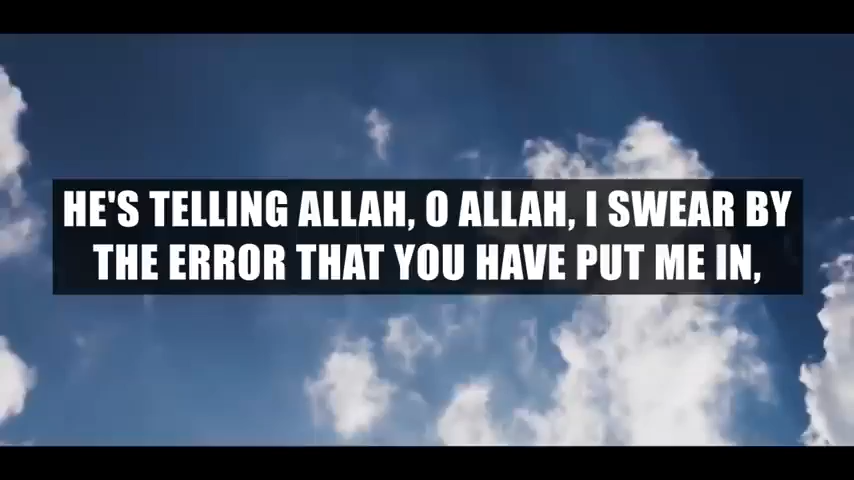 HE'S TELLING ALLAH, O ALLAH, I SWEAR BY
THE ERROR THAT YOU HAVE PUT ME IN,